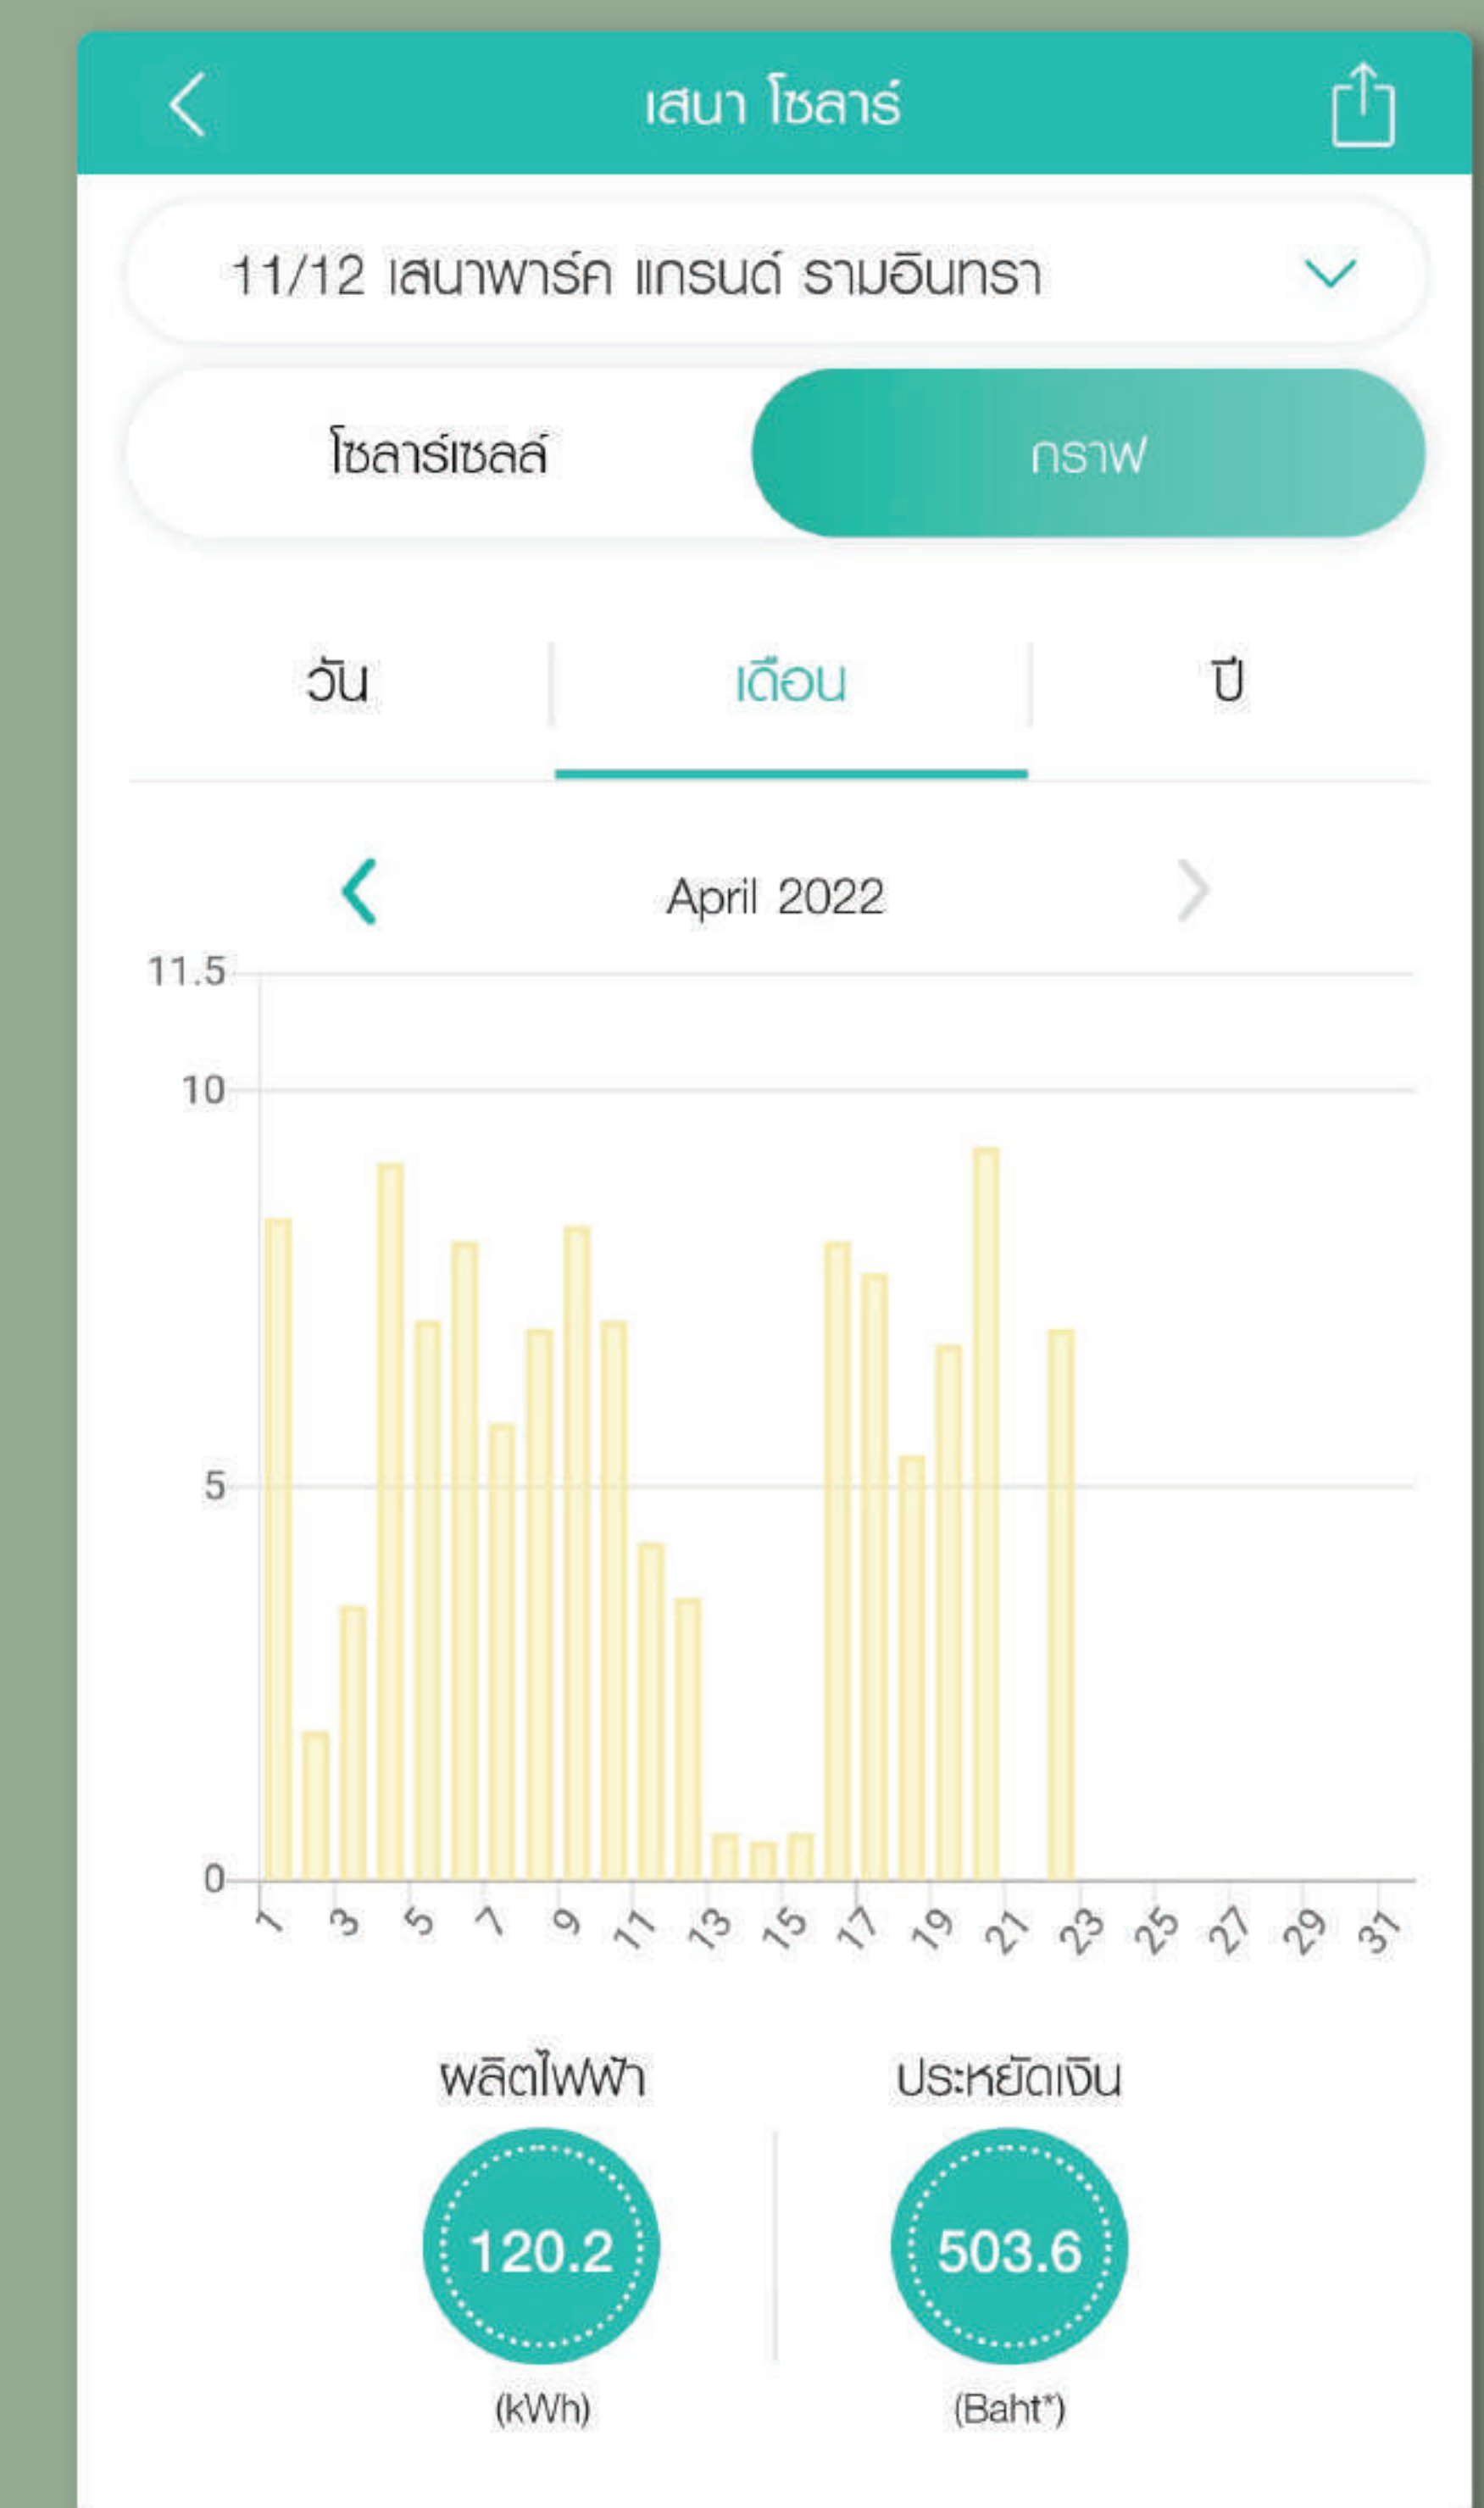 เสนา โซลาร์
11/12 เสนาพาร์ค แกรนด์ รามอินทรา
โซลาร์เซลล์ กราฟ
วัน เดือน ปี
April 2022
11.5
10
5
0
1 3 5 7 9 11 13 15 17 19 21 23 25 27 29 31
ผลิตไฟฟ้า ประหยัดเงิน
120.2 503.6
(kWh) (Baht*)